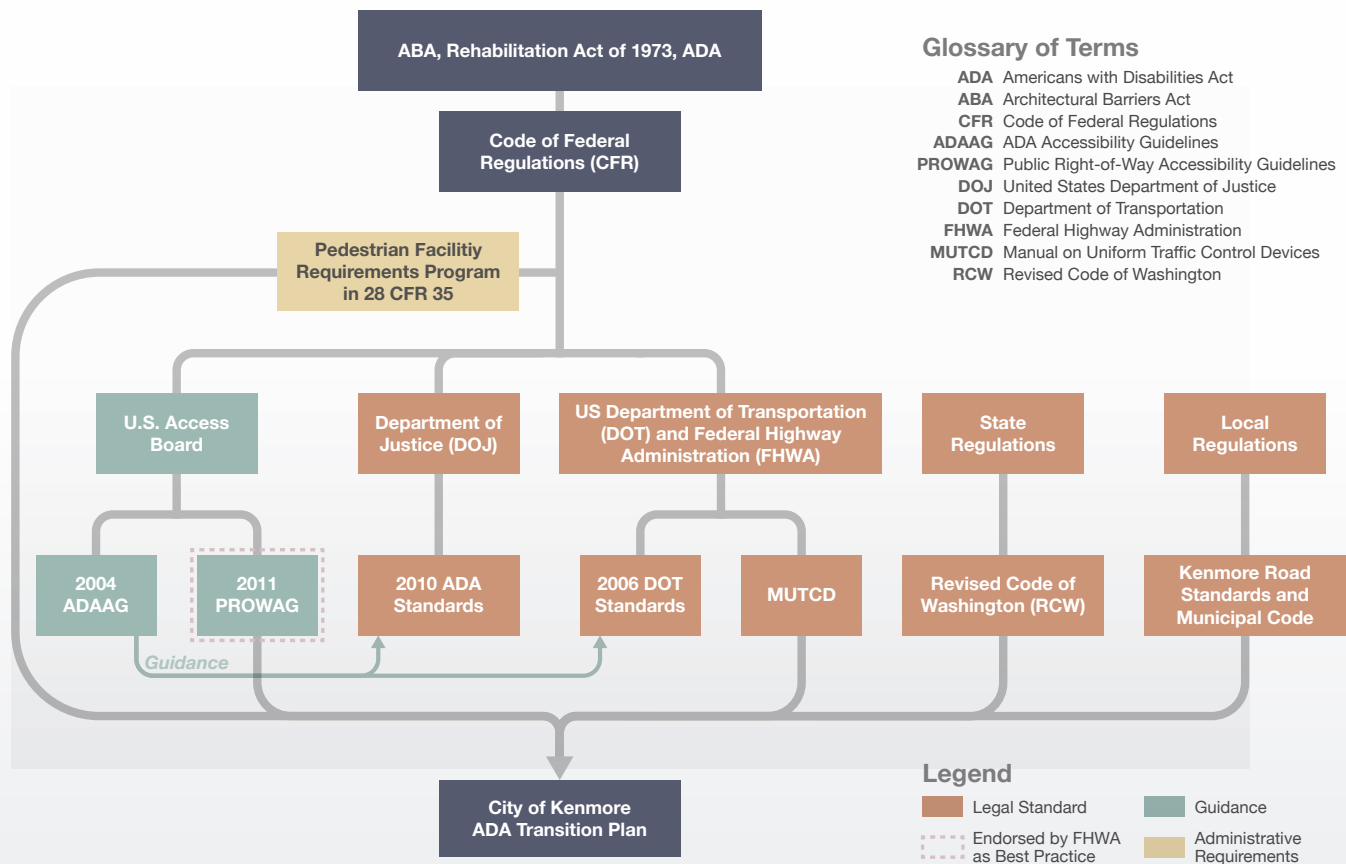 ABA, Rehabilitation Act of 1973, ADA
Code of Federal
Regulations (CFR)
Glossary of Terms
ADA Americans with Disabilities Act
ABA Architectural Barriers Act
CFR Code of Federal Regulations
ADAAG ADA Accessibility Guidelines
PROWAG Public Right-of-Way Accessibility Guidelines
DOJ United States Department of Justice
DOT Department of Transportation
FHWA Federal Highway Administration
MUTCD Manual on Uniform Traffic Control Devices
RCW Revised Code of Washington
Pedestrian Facilitiy
Requirements Program
in 28 CFR 35
U.S. Access
Board
Department of
Justice (DOJ)
US Department of Transportation
(DOT) and Federal Highway
Administration (FHWA)
State
Regulations
Local
Regulations
2004
ADAAG
2011
PROWAG
2010 ADA
Standards
2006 DOT
Standards
MUTCD
Revised Code of
Washington (RCW)
Kenmore Road
Standards and
Municipal Code
Guidance
City of Kenmore
ADA Transition Plan
Legend
Legal Standard
Guidance
Endorsed by FHWA
as Best Practice
Administrative
Requirements